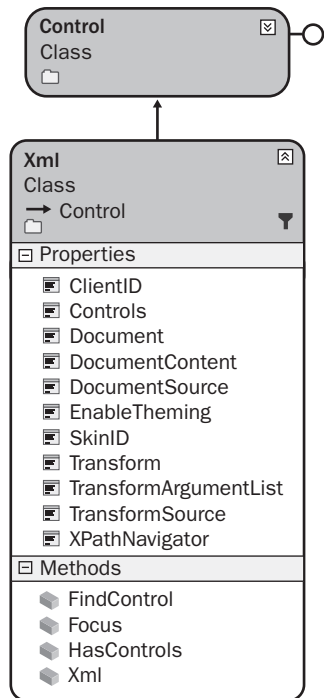 Control
Class
Xml
Class
Control
Properties
ClientID
Controls
Document
DocumentContent
DocumentSource
EnableTheming
SkinID
Transform
TransformArgumentList
TransformSource
XPathNavigator
Methods
FindControl
Focus
HasControls
Xml